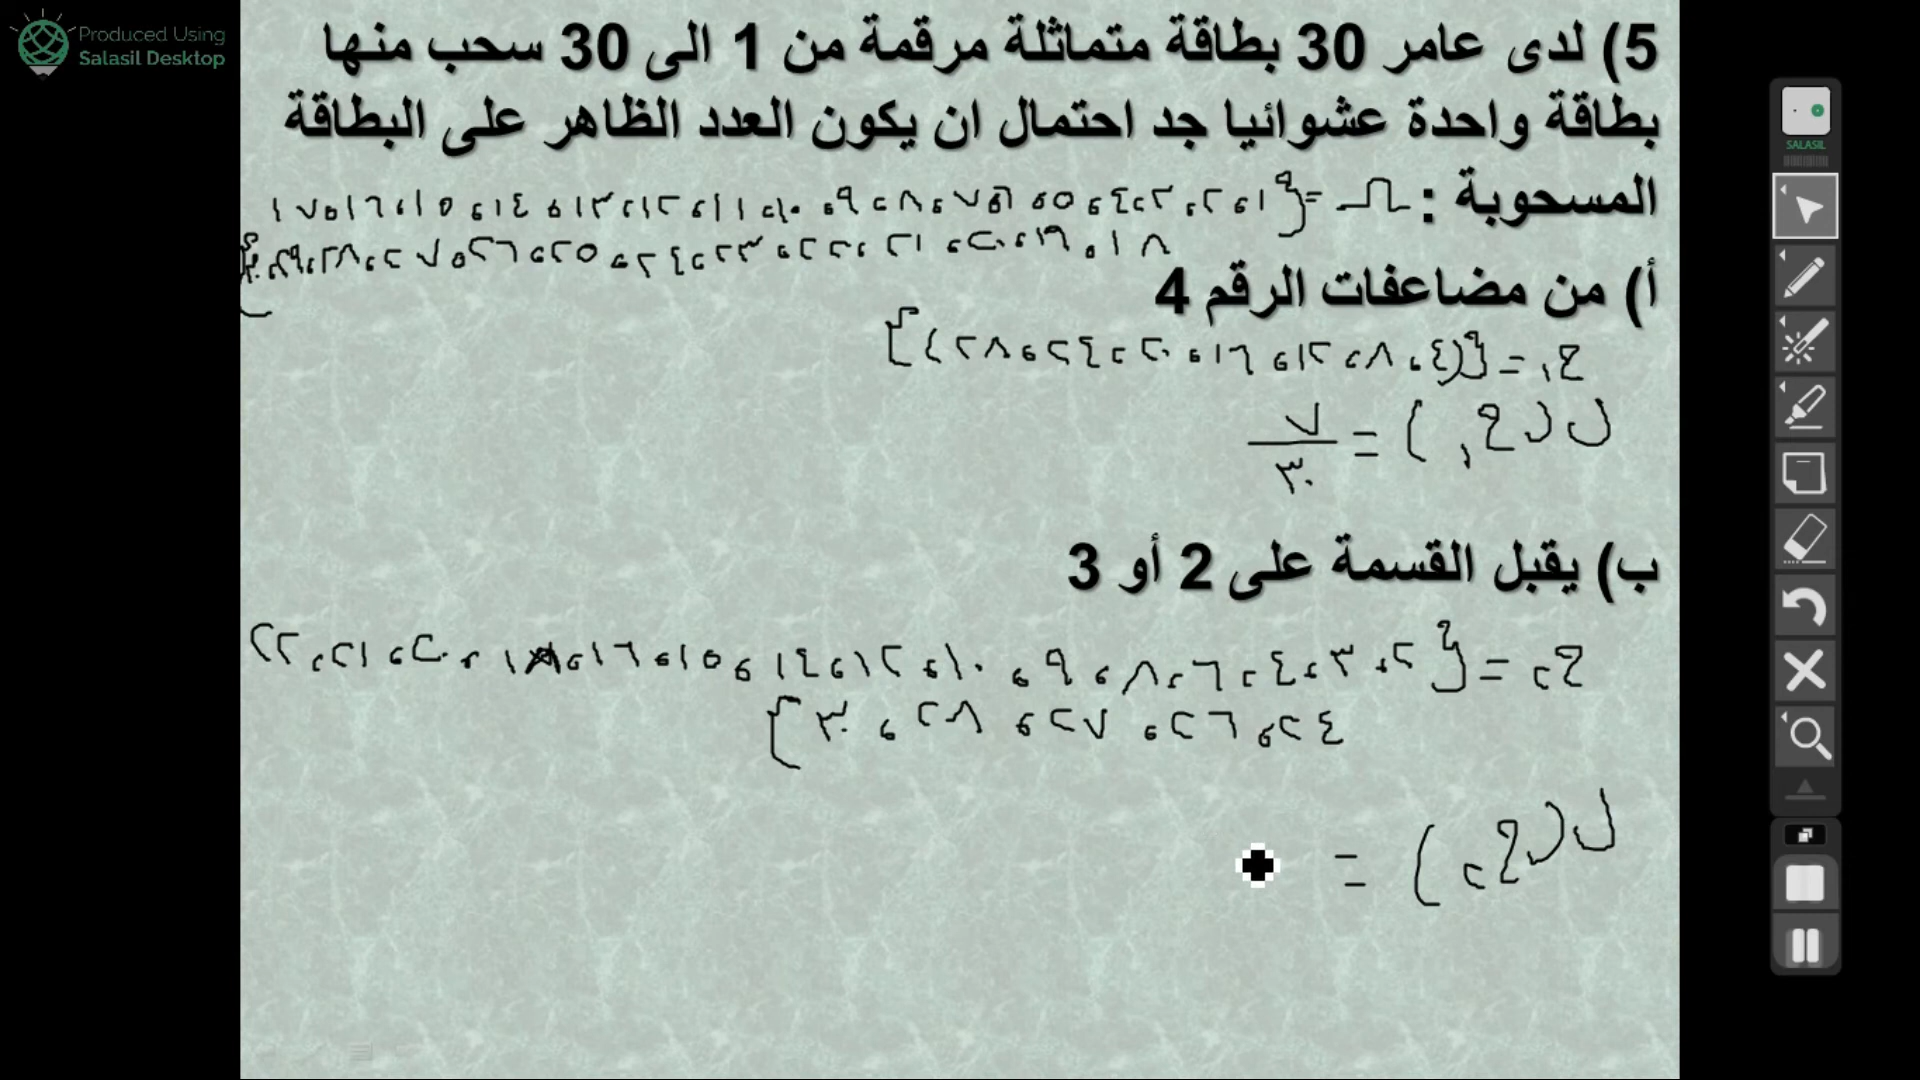 Produced Using
Salasil Desktop
5) لدى عامر 30 بطاقة متماثلة مرقمة من 1 الى 30 سحب منها
بطاقة واحدة عشوائيا جد احتمال ان يكون العدد الظاهر على البطاقة
المسحوبة : Ω = { ١ ، ٢ ، ٣ ، ٤ ، ٥ ، ٦ ، ٧ ، ٨ ، ٩ ، ١٠ ، ١١ ، ١٢ ، ١٣ ، ١٤ ، ١٥ ، ١٦ ، ١٧
١٨ ، ١٩ ، ٢٠ ، ٢١ ، ٢٢ ، ٢٣ ، ٢٤ ، ٢٥ ، ٢٦ ، ٢٧ ، ٢٨ ، ٢٩ ، ٣٠ }
أ) من مضاعفات الرقم 4
ح١ = { (٤ ، ٨ ، ١٢ ، ١٦ ، ٢٠ ، ٢٤ ، ٢٨) }
ل ( ح١ ) = ٧/٣٠
ب) يقبل القسمة على 2 أو 3
ح٢ = { ٢ ، ٣ ، ٤ ، ٦ ، ٨ ، ٩ ، ١٠ ، ١٢ ، ١٤ ، ١٥ ، ١٦ ، ١٨ ، ٢٠ ، ٢١ ، ٢٢
٢٤ ، ٢٦ ، ٢٧ ، ٢٨ ، ٣٠ }
ل ( ح٢ ) =
SALASIL